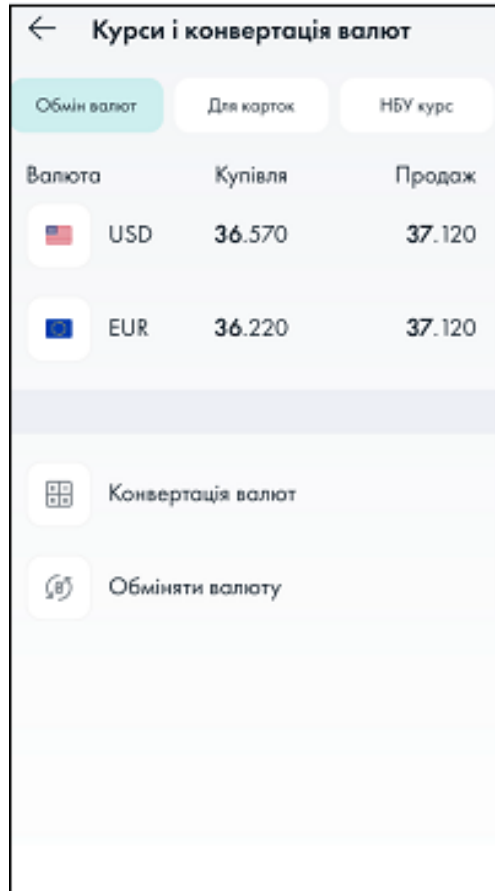 Курси і конвертація валют
Обмін валют Для карток НБУ курс
Валюта Купівля Продаж
USD 36.570 37.120
EUR 36.220 37.120
Конвертація валют
Обміняти валюту